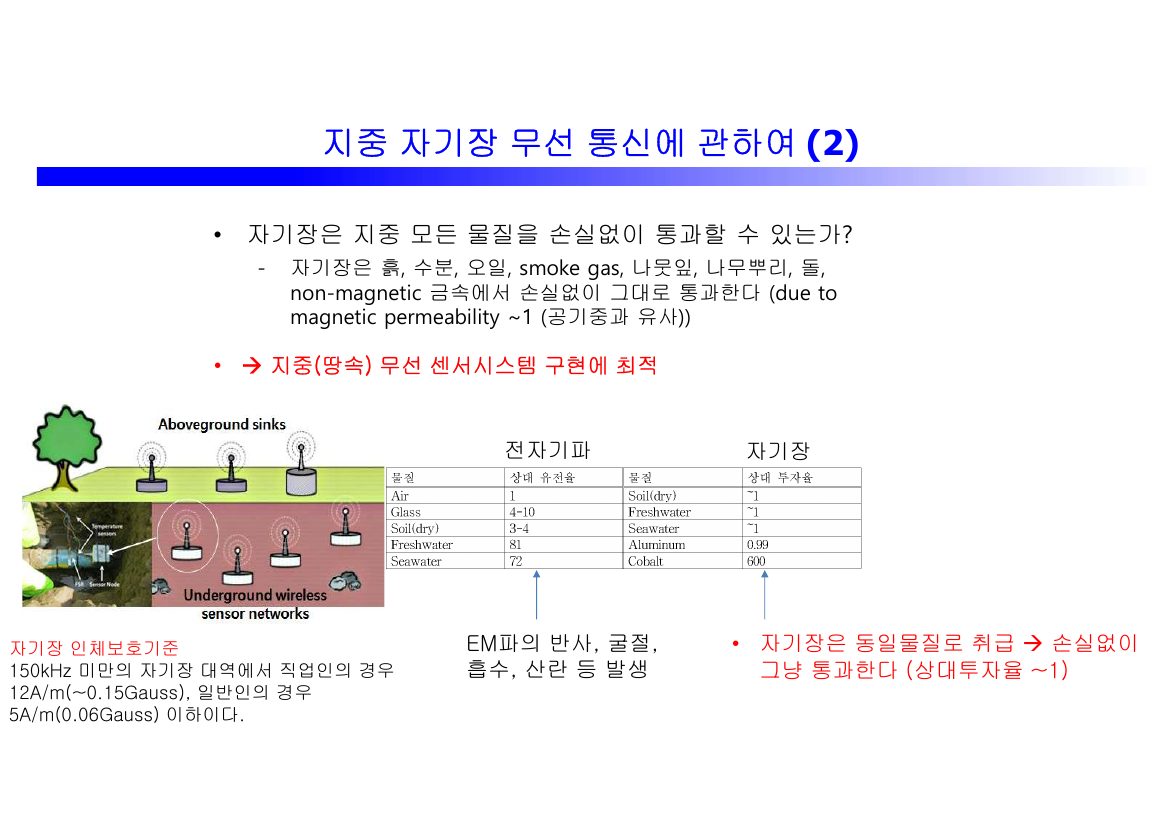 지중 자기장 무선 통신에 관하여 (2)
• 자기장은 지중 모든 물질을 손실없이 통과할 수 있는가?
- 자기장은 흙, 수분, 오일, smoke gas, 나뭇잎, 나무뿌리, 돌,
non-magnetic 금속에서 손실없이 그대로 통과한다 (due to
magnetic permeability ~1 (공기중과 유사))
• → 지중(땅속) 무선 센서시스템 구현에 최적
Aboveground sinks
Temperature
sensors
FSR Sensor Node
Underground wireless
sensor networks
전자기파 자기장
물질 상대 유전율 물질 상대 투자율
Air 1 Soil(dry) ~1
Glass 4-10 Freshwater ~1
Soil(dry) 3-4 Seawater ~1
Freshwater 81 Aluminum 0.99
Seawater 72 Cobalt 600
자기장 인체보호기준
150kHz 미만의 자기장 대역에서 직업인의 경우
12A/m(~0.15Gauss), 일반인의 경우
5A/m(0.06Gauss) 이하이다.
EM파의 반사, 굴절,
흡수, 산란 등 발생
• 자기장은 동일물질로 취급 → 손실없이
그냥 통과한다 (상대투자율 ~1)